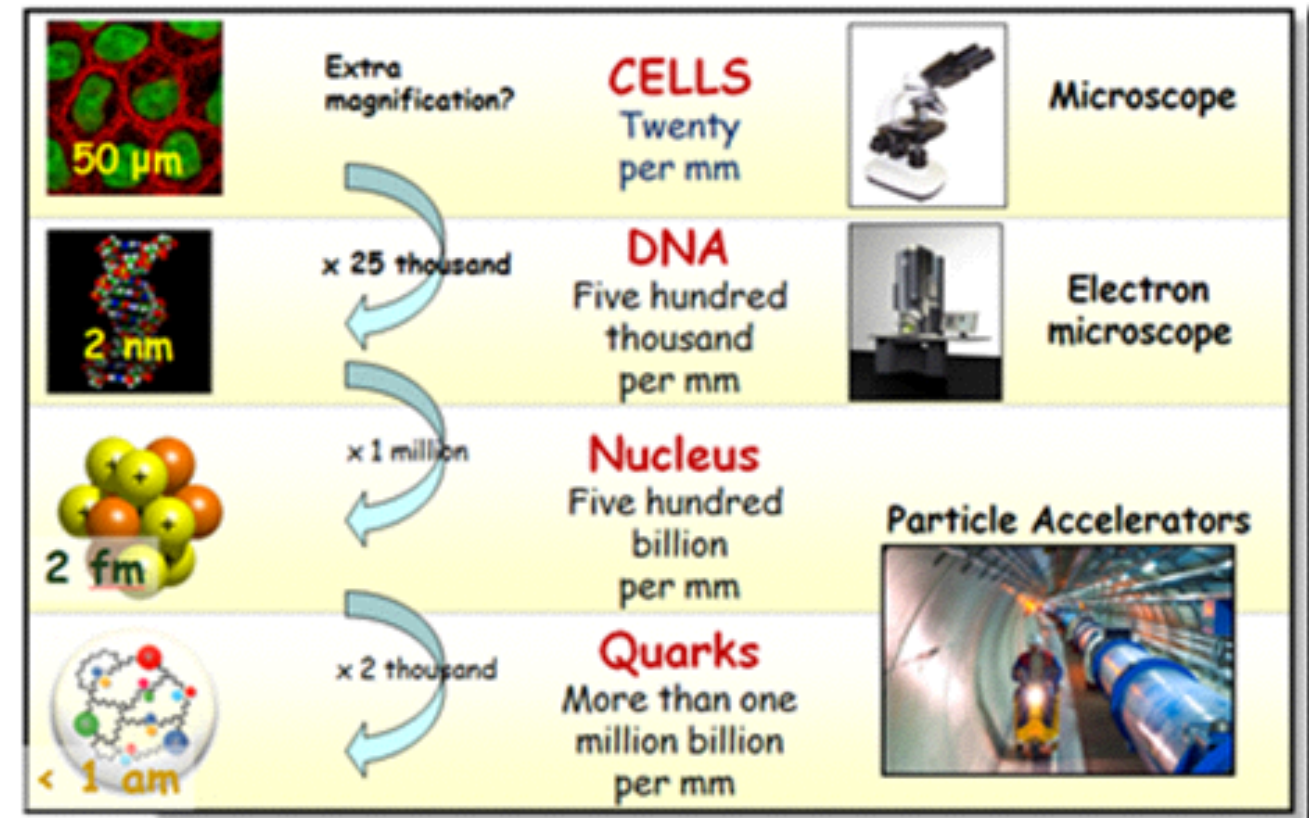 50 µm
Extra
magnification?
CELLS
Twenty
per mm
Microscope
x 25 thousand
2 nm
DNA
Five hundred
thousand
per mm
Electron
microscope
x 1 million
+
+
+
+
2 fm
Nucleus
Five hundred
billion
per mm
Particle Accelerators
x 2 thousand
< 1 am
Quarks
More than one
million billion
per mm